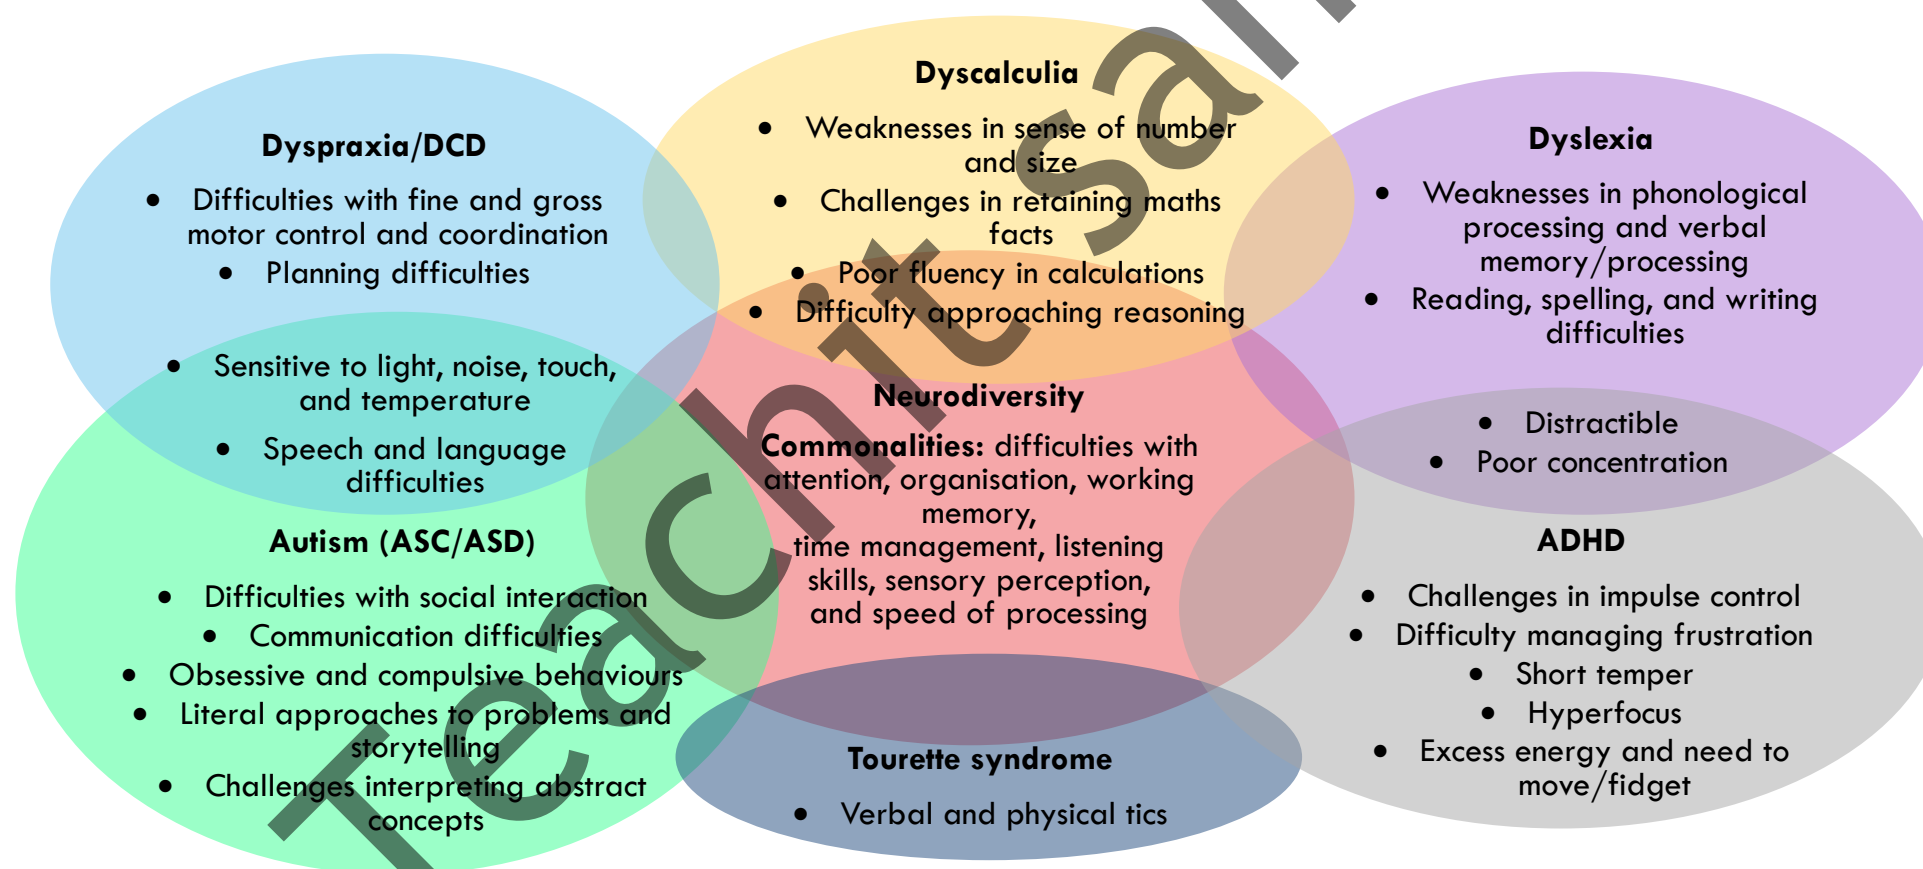 Dyspraxia/DCD
• Difficulties with fine and gross
motor control and coordination
• Planning difficulties
• Sensitive to light, noise, touch,
and temperature
• Speech and language
difficulties
Autism (ASC/ASD)
• Difficulties with social interaction
• Communication difficulties
• Obsessive and compulsive behaviours
• Literal approaches to problems and
storytelling
• Challenges interpreting abstract
concepts
Dyscalculia
• Weaknesses in sense of number
and size
• Challenges in retaining maths
facts
• Poor fluency in calculations
• Difficulty approaching reasoning
Neurodiversity
Commonalities: difficulties with
attention, organisation, working
memory,
time management, listening
skills, sensory perception,
and speed of processing
Tourette syndrome
• Verbal and physical tics
Dyslexia
• Weaknesses in phonological
processing and verbal
memory/processing
• Reading, spelling, and writing
difficulties
• Distractible
• Poor concentration
ADHD
• Challenges in impulse control
• Difficulty managing frustration
• Short temper
• Hyperfocus
• Excess energy and need to
move/fidget
Teachit